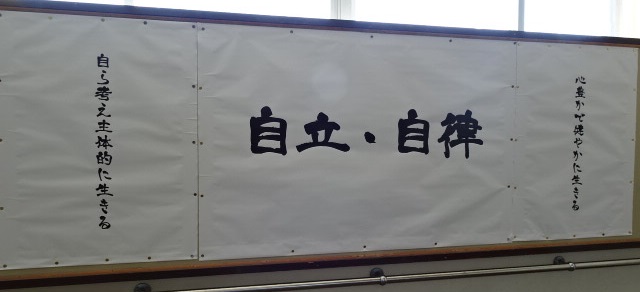 心豊かで健やかに生きる
自立・自律
自ら考え主体的に生きる